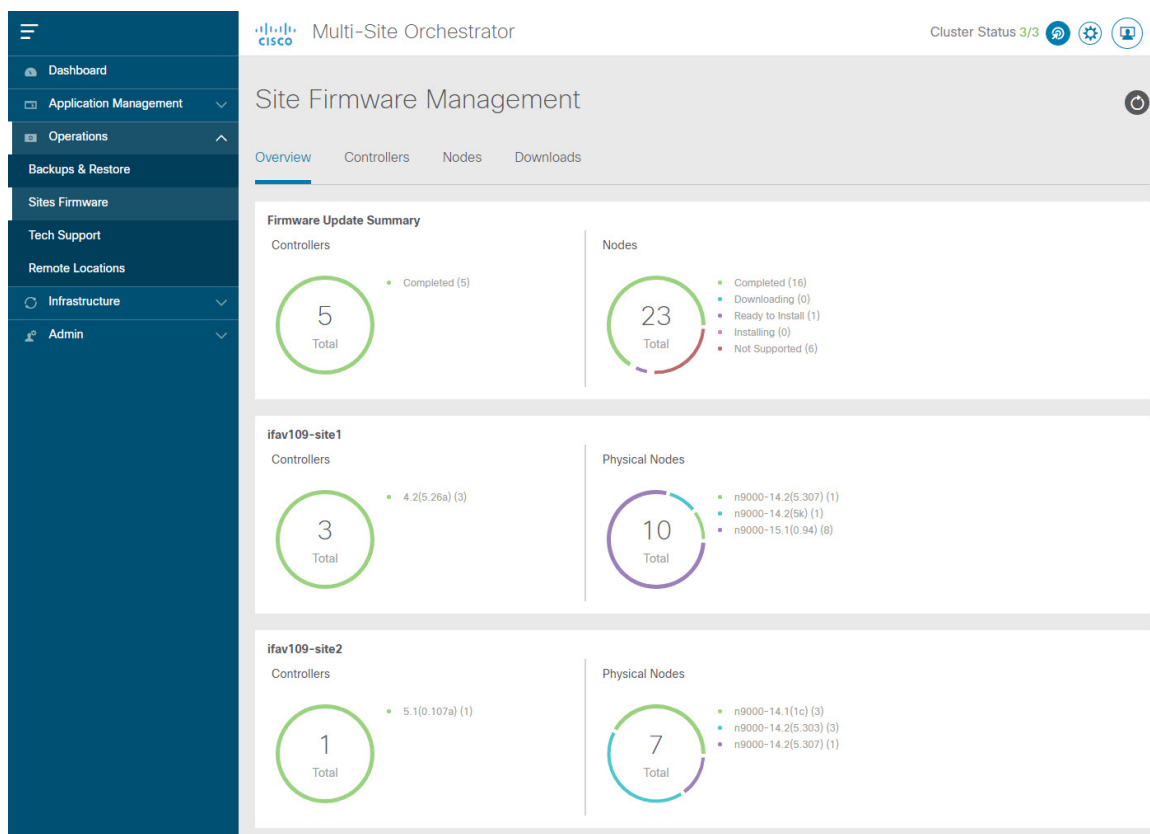 CISCO Multi-Site Orchestrator
Cluster Status 3/3
Dashboard
Application Management
Operations
Backups & Restore
Sites Firmware
Tech Support
Remote Locations
Infrastructure
Admin
Site Firmware Management
Overview Controllers Nodes Downloads
Firmware Update Summary
Controllers
5
Total
Completed (5)
Nodes
23
Total
Completed (16)
Downloading (0)
Ready to Install (1)
Installing (0)
Not Supported (6)
ifav109-site1
Controllers
3
Total
4.2(5.26a) (3)
Physical Nodes
10
Total
n9000-14.2(5.307) (1)
n9000-14.2(5k) (1)
n9000-15.1(0.94) (8)
ifav109-site2
Controllers
1
Total
5.1(0.107a) (1)
Physical Nodes
7
Total
n9000-14.1(1c) (3)
n9000-14.2(5.303) (3)
n9000-14.2(5.307) (1)